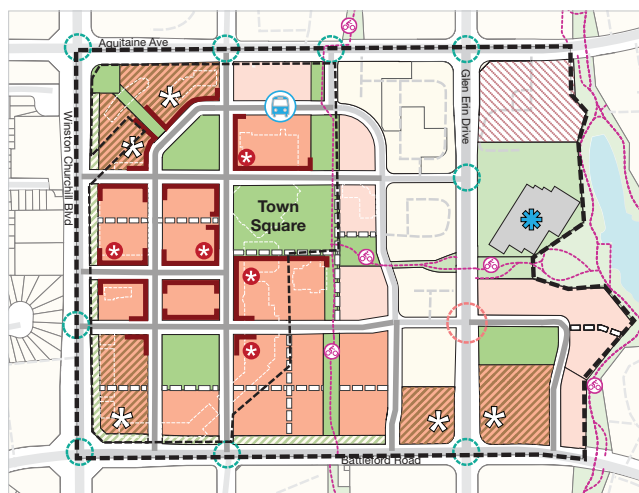 Aquitaine Ave
Winston Churchill Blvd
Glen Erin Drive
Town
Square
Battleford Road